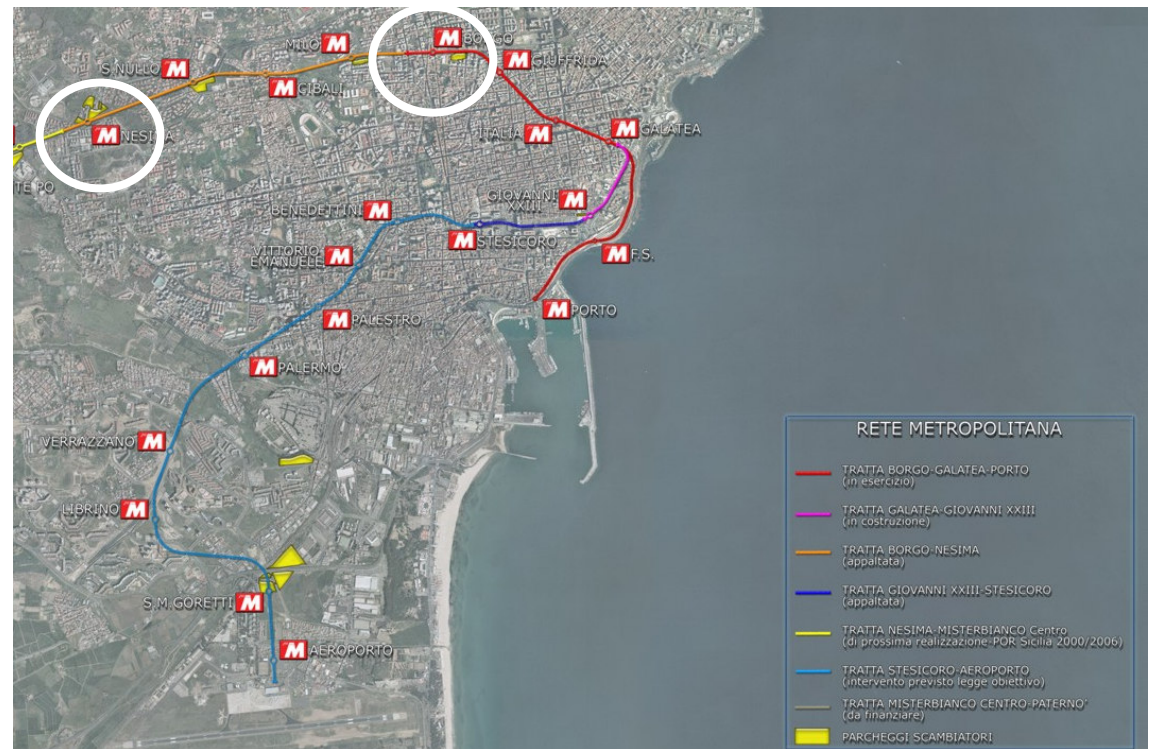 M BORGO
MILO M
M GIUFFRIDA
S.NULLO M
M CIBALI
M NESIMA
ITALIA M
M GALATEA
TE PO
GIOVANNI
XXIII M
BENEDETTINI M
M STESICORO
VITTORIO
EMANUELE M
M F.S.
M PORTO
M PALESTRO
M PALERMO
VERRAZZANO M
LIBRINO M
S.M.GORETTI M
M AEROPORTO
RETE METROPOLITANA
TRATTA BORGO-GALATEA-PORTO
(in esercizio)
TRATTA GALATEA-GIOVANNI XXIII
(in costruzione)
TRATTA BORGO-NESIMA
(appaltata)
TRATTA GIOVANNI XXIII-STESICORO
(appaltata)
TRATTA NESIMA-MISTERBIANCO Centro
(di prossima realizzazione-POR Sicilia 2000/2006)
TRATTA STESICORO-AEROPORTO
(intervento previsto legge obiettivo)
TRATTA MISTERBIANCO CENTRO-PATERNO'
(da finanziare)
PARCHEGGI SCAMBIATORI